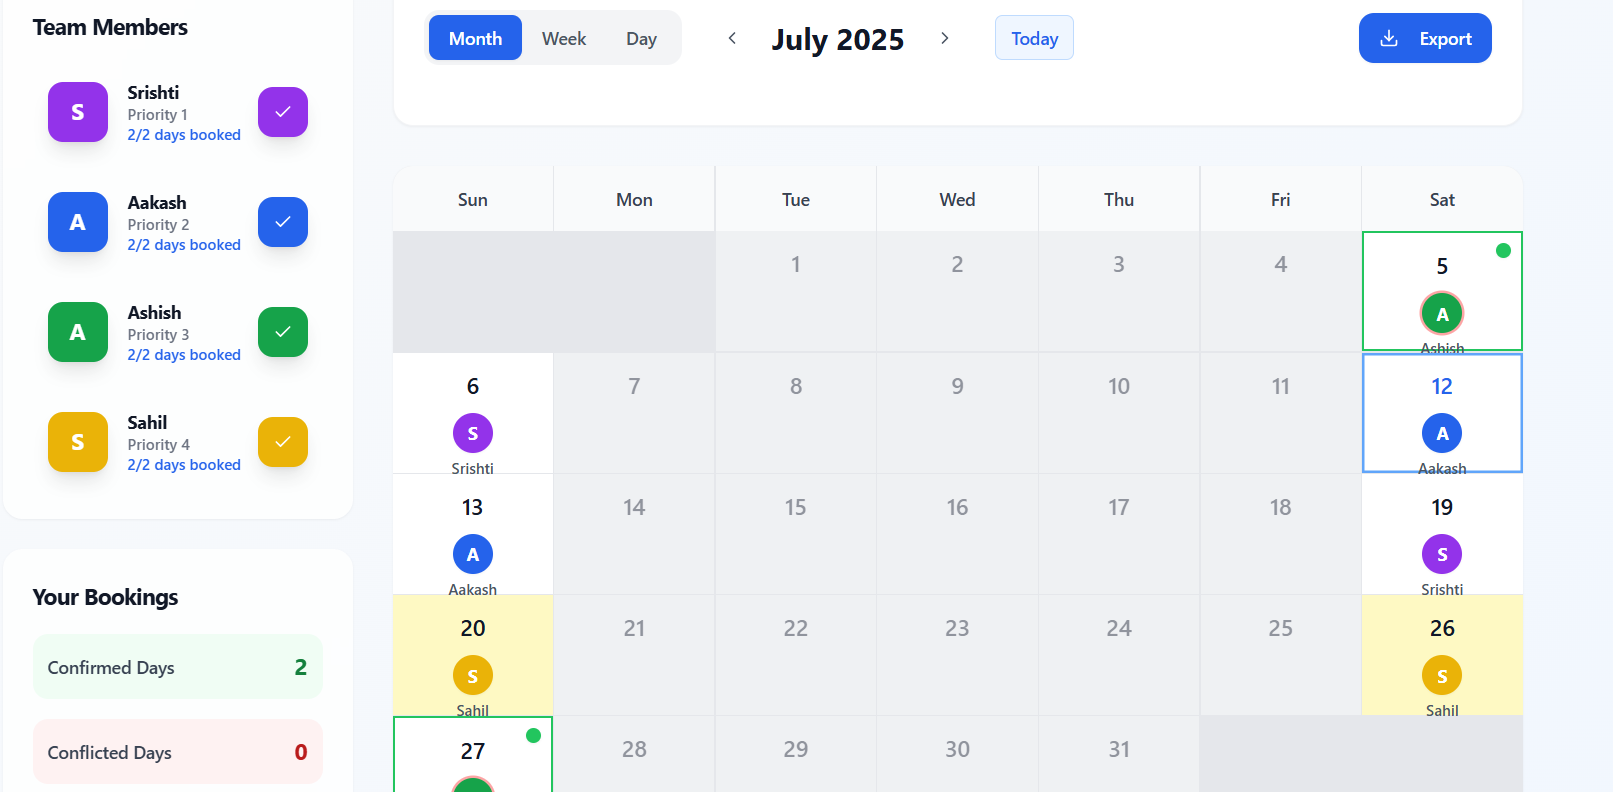 Team Members
S
Srishti
Priority 1
2/2 days booked
A
Aakash
Priority 2
2/2 days booked
A
Ashish
Priority 3
2/2 days booked
S
Sahil
Priority 4
2/2 days booked
Your Bookings
Confirmed Days 2
Conflicted Days 0
Month Week Day July 2025 Today Export
Sun Mon Tue Wed Thu Fri Sat
1 2 3 4 5
A
Ashish
6 7 8 9 10 11 12
S A
Srishti Aakash
13 14 15 16 17 18 19
A S
Aakash Srishti
20 21 22 23 24 25 26
S S
Sahil Sahil
27 28 29 30 31